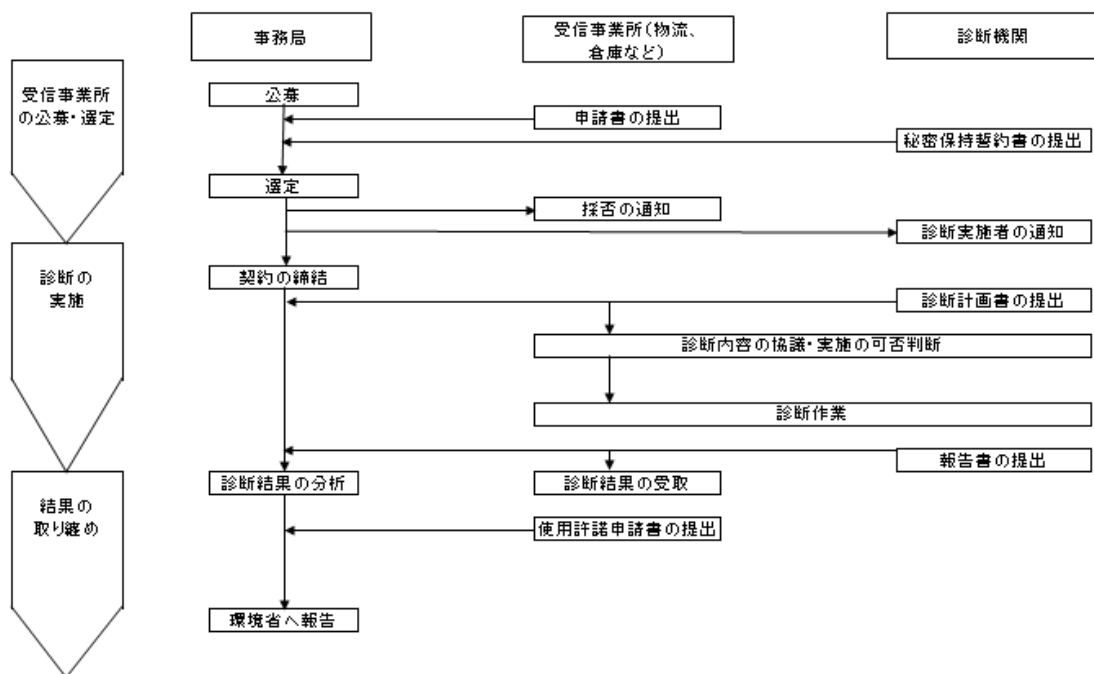 事務局
受信事業所（物流、
倉庫など）
診断機関
受信事業所
の公募・選定
公募
申請書の提出
秘密保持誓約書の提出
選定
採否の通知
診断実施者の通知
診断の
実施
契約の締結
診断計画書の提出
診断内容の協議・実施の可否判断
診断作業
報告書の提出
結果の
取り継め
診断結果の分析
診断結果の受取
使用許諾申請書の提出
環境省へ報告